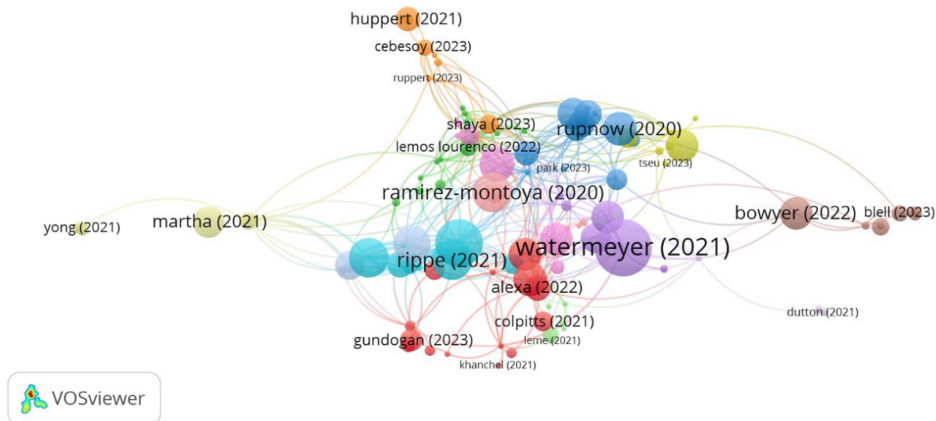 huppert (2021)
cebesoy (2023)
ruppert (2023)
shaya (2023)
rupnow (2020)
lemos lourenco (2022)
park (2023)
tseu (2023)
ramirez-montoya (2020)
yong (2021)
martha (2021)
bowyer (2022)
blell (2023)
watermeyer (2021)
rippe (2021)
alexa (2022)
dutton (2021)
colpitts (2021)
gundogan (2023)
leme (2021)
khanchel (2021)
VOSviewer